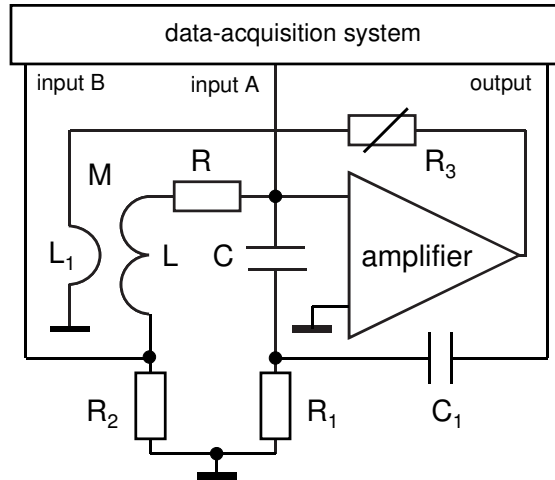 data-acquisition system
input B input A output
M R R3
L1 L C amplifier
R2 R1 C1